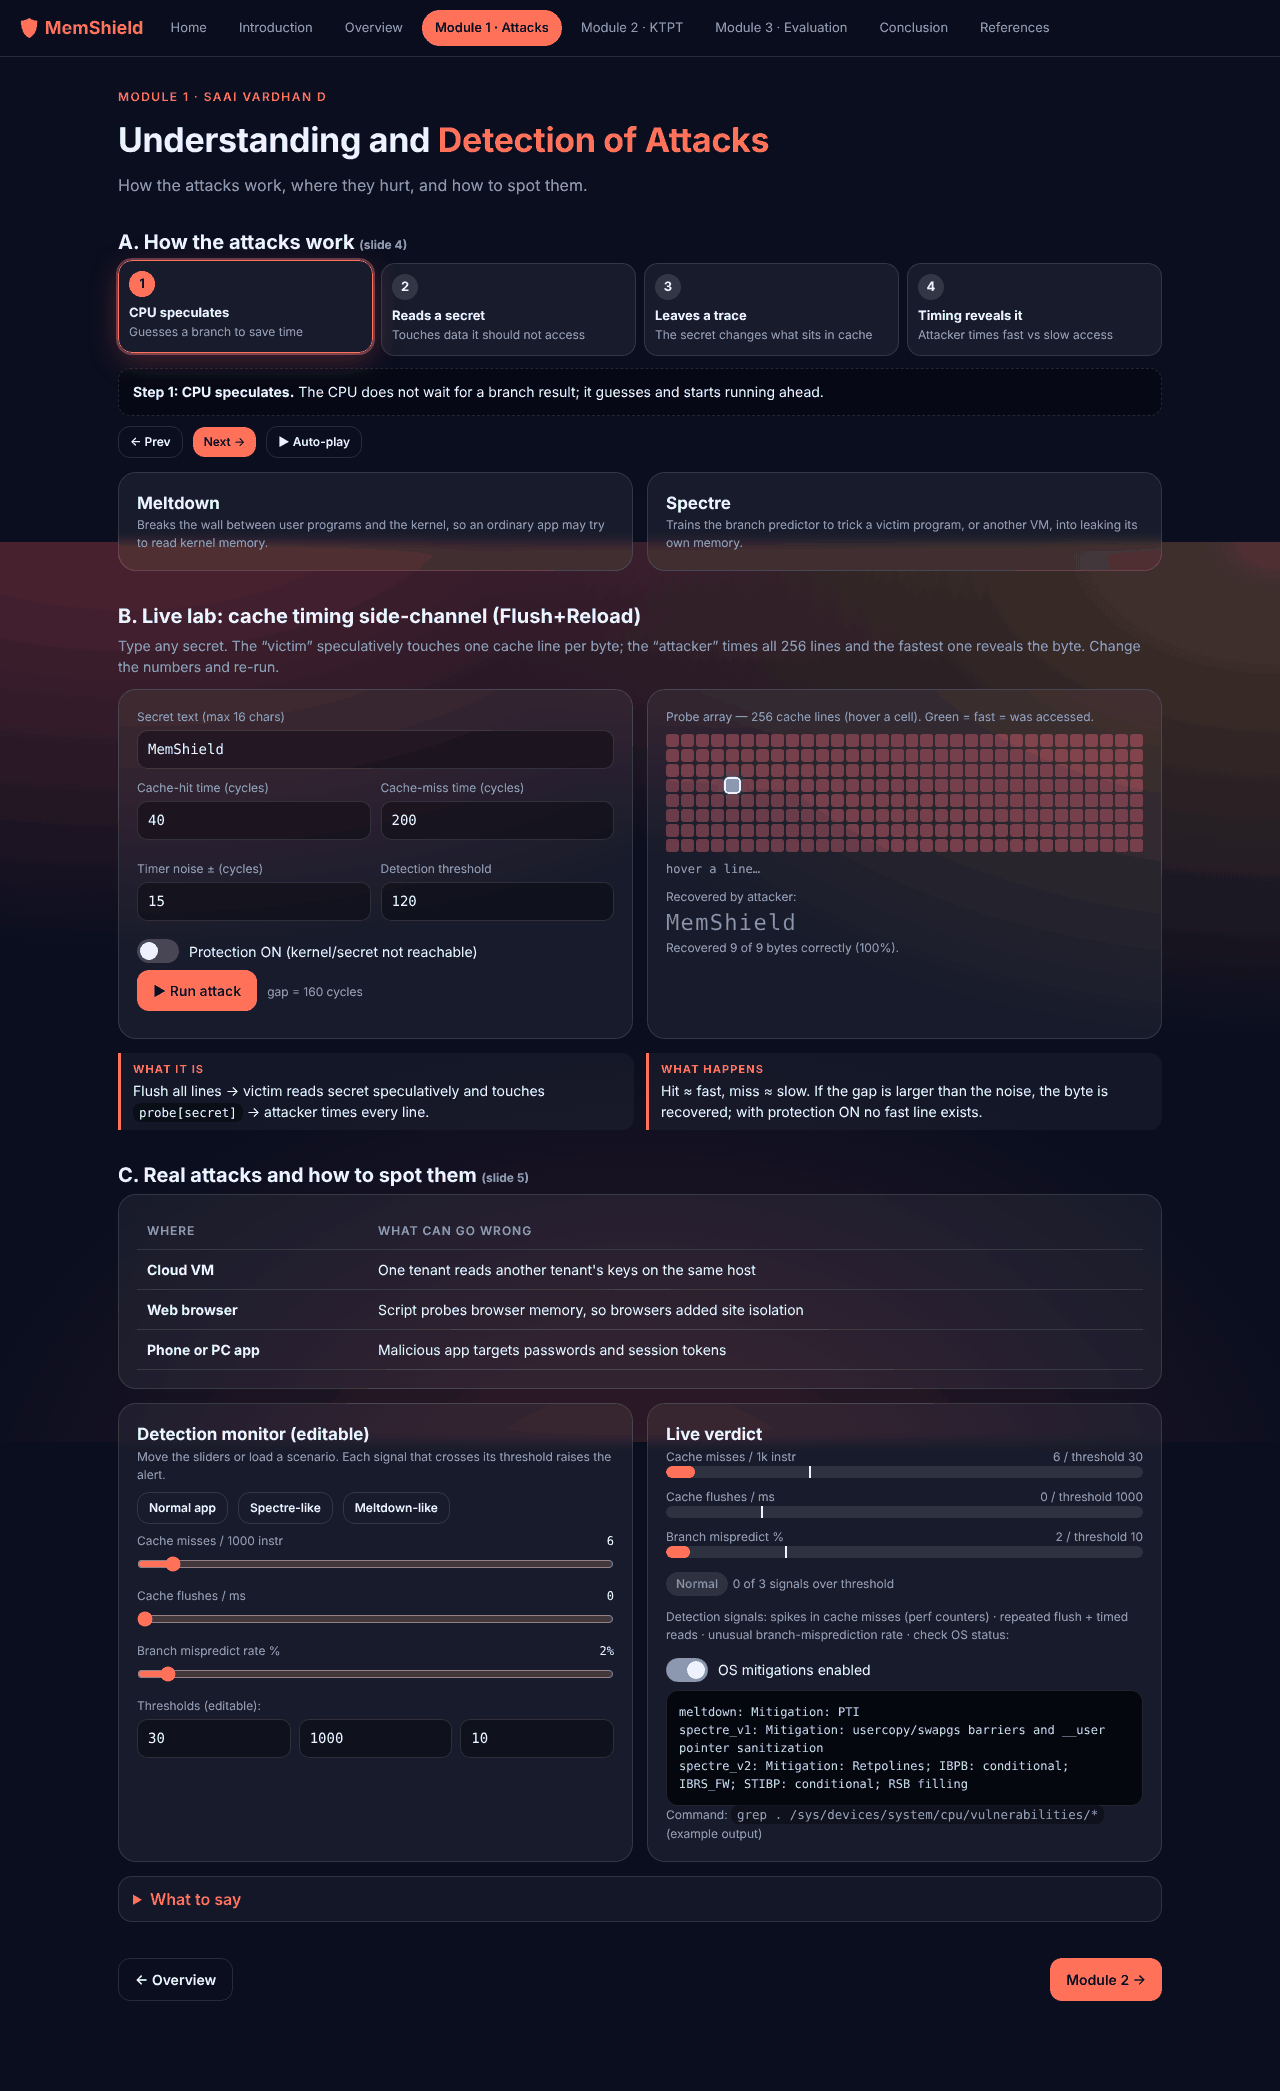 MemShield
Home
Introduction
Overview
Module 1 · Attacks
Module 2 · KTPT
Module 3 · Evaluation
Conclusion
References
MODULE 1 · SAAI VARDHAN D
Understanding and Detection of Attacks
How the attacks work, where they hurt, and how to spot them.
A. How the attacks work (slide 4)
1
CPU speculates
Guesses a branch to save time
2
Reads a secret
Touches data it should not access
3
Leaves a trace
The secret changes what sits in cache
4
Timing reveals it
Attacker times fast vs slow access
Step 1: CPU speculates. The CPU does not wait for a branch result; it guesses and starts running ahead.
← Prev
Next →
▶ Auto-play
Meltdown
Breaks the wall between user programs and the kernel, so an ordinary app may try
to read kernel memory.
Spectre
Trains the branch predictor to trick a victim program, or another VM, into leaking its
own memory.
B. Live lab: cache timing side-channel (Flush+Reload)
Type any secret. The “victim” speculatively touches one cache line per byte; the “attacker” times all 256 lines and the fastest one reveals the byte. Change
the numbers and re-run.
Secret text (max 16 chars)
MemShield
Cache-hit time (cycles)
Cache-miss time (cycles)
40
200
Timer noise ± (cycles)
Detection threshold
15
120
Protection ON (kernel/secret not reachable)
▶ Run attack
gap = 160 cycles
Probe array — 256 cache lines (hover a cell). Green = fast = was accessed.
hover a line…
Recovered by attacker:
MemShield
Recovered 9 of 9 bytes correctly (100%).
WHAT IT IS
Flush all lines → victim reads secret speculatively and touches
probe[secret] → attacker times every line.
WHAT HAPPENS
Hit ≈ fast, miss ≈ slow. If the gap is larger than the noise, the byte is
recovered; with protection ON no fast line exists.
C. Real attacks and how to spot them (slide 5)
WHERE
WHAT CAN GO WRONG
Cloud VM
One tenant reads another tenant's keys on the same host
Web browser
Script probes browser memory, so browsers added site isolation
Phone or PC app
Malicious app targets passwords and session tokens
Detection monitor (editable)
Move the sliders or load a scenario. Each signal that crosses its threshold raises the
alert.
Normal app
Spectre-like
Meltdown-like
Cache misses / 1000 instr
6
Cache flushes / ms
0
Branch mispredict rate %
2%
Thresholds (editable):
30
1000
10
Live verdict
Cache misses / 1k instr
6 / threshold 30
Cache flushes / ms
0 / threshold 1000
Branch mispredict %
2 / threshold 10
Normal
0 of 3 signals over threshold
Detection signals: spikes in cache misses (perf counters) · repeated flush + timed
reads · unusual branch-misprediction rate · check OS status:
OS mitigations enabled
meltdown: Mitigation: PTI
spectre_v1: Mitigation: usercopy/swapgs barriers and __user
pointer sanitization
spectre_v2: Mitigation: Retpolines; IBPB: conditional;
IBRS_FW; STIBP: conditional; RSB filling
Command: grep . /sys/devices/system/cpu/vulnerabilities/*
(example output)
▶ What to say
← Overview
Module 2 →